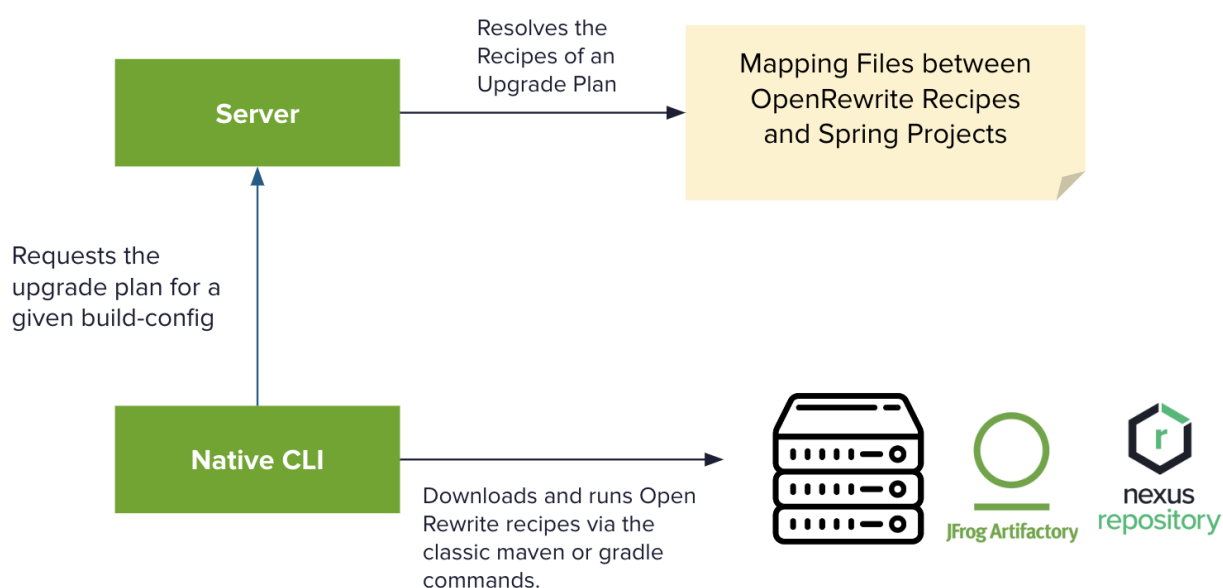 Resolves the
Recipes of an
Upgrade Plan
Mapping Files between
OpenRewrite Recipes
and Spring Projects
Server
Requests the
upgrade plan for a
given build-config
Native CLI
Downloads and runs Open
Rewrite recipes via the
classic maven or gradle
commands.
JFrog Artifactory
r
nexus
repository